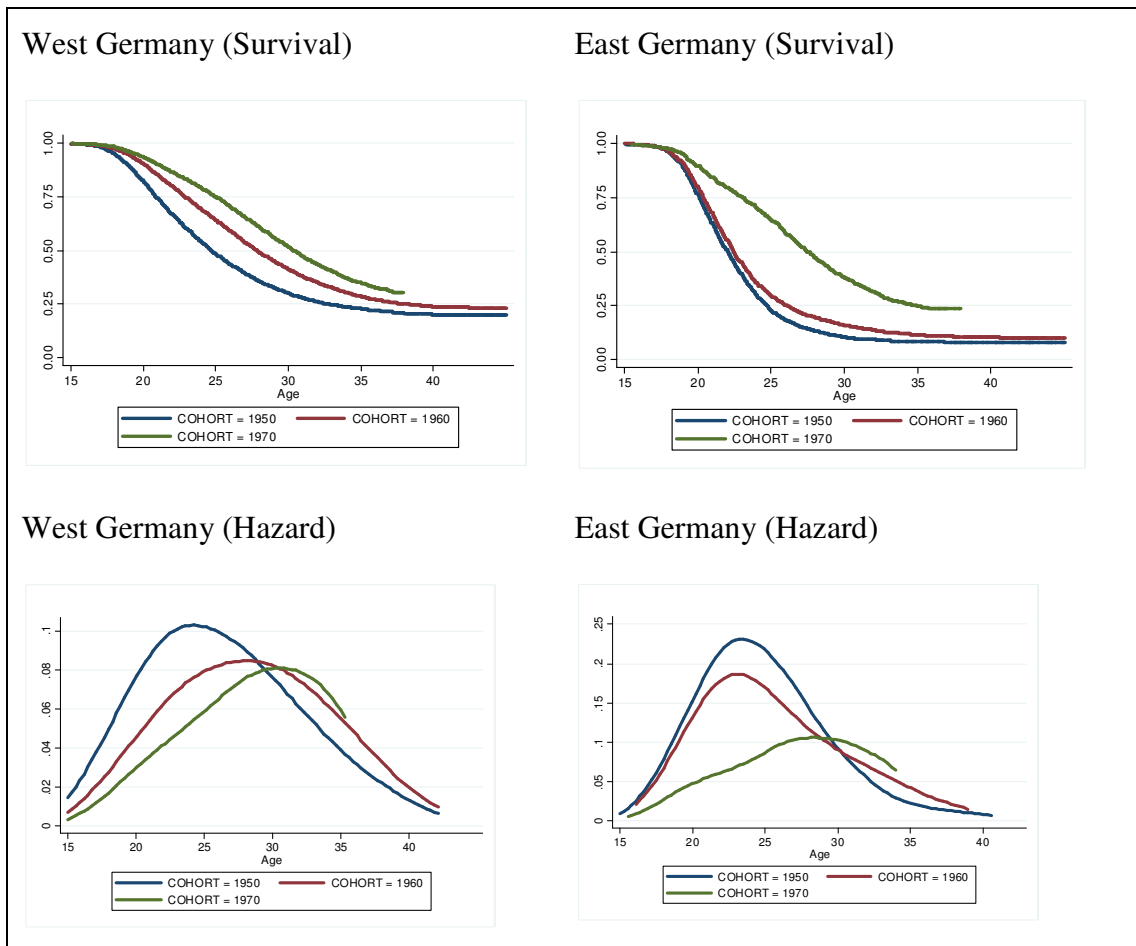 West Germany (Survival)
East Germany (Survival)
1.00
0.75
0.50
0.25
0.00
15 20 25 30 35 40
Age
COHORT = 1950 COHORT = 1960
COHORT = 1970
1.00
0.75
0.50
0.25
0.00
15 20 25 30 35 40
Age
COHORT = 1950 COHORT = 1960
COHORT = 1970
West Germany (Hazard)
East Germany (Hazard)
.1
.08
.06
.04
.02
0
15 20 25 30 35 40
Age
COHORT = 1950 COHORT = 1960
COHORT = 1970
.25
.2
.15
.1
.05
0
15 20 25 30 35 40
Age
COHORT = 1950 COHORT = 1960
COHORT = 1970